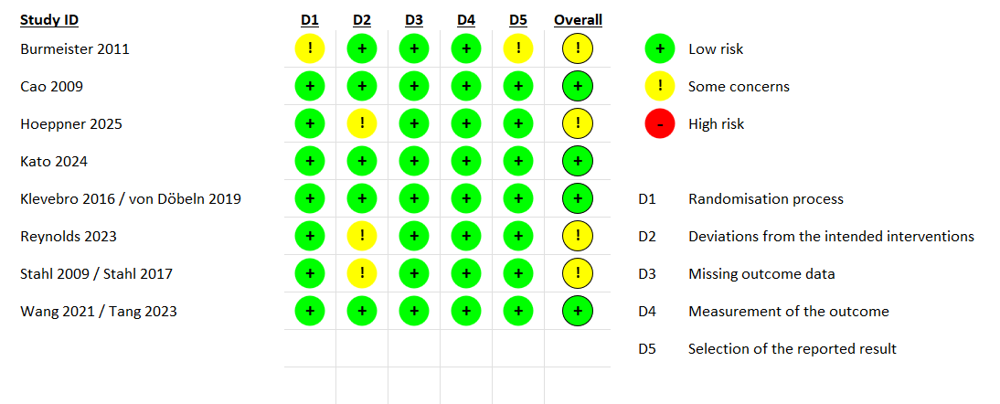 Study ID D1 D2 D3 D4 D5 Overall
Burmeister 2011 ! + + + ! ! + Low risk
Cao 2009 + + + + + + ! Some concerns
Hoeppner 2025 + ! + + + ! - High risk
Kato 2024 + + + + + +
Klevebro 2016 / von Döbeln 2019 + + + + + + D1 Randomisation process
Reynolds 2023 + ! + + + ! D2 Deviations from the intended interventions
Stahl 2009 / Stahl 2017 + ! + + + ! D3 Missing outcome data
Wang 2021 / Tang 2023 + + + + + + D4 Measurement of the outcome
D5 Selection of the reported result